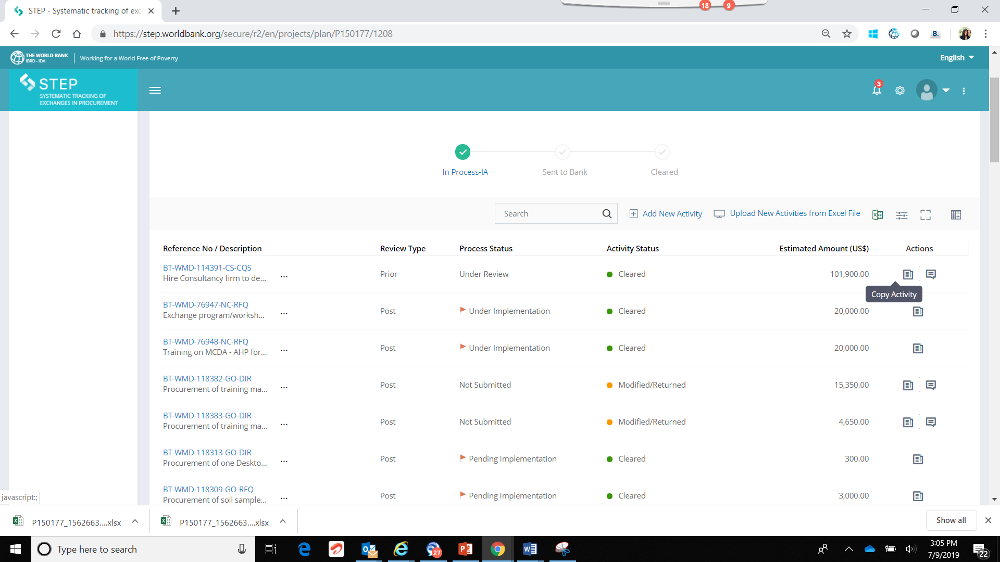 STEP - Systematic tracking of exc
18
9
https://step.worldbank.org/secure/r2/en/projects/plan/P150177/1208
B.
THE WORLD BANK
IBRD - IDA
Working for a World Free of Poverty
English
STEP
SYSTEMATIC TRACKING OF
EXCHANGES IN PROCUREMENT
3
In Process-IA
Sent to Bank
Cleared
Search
Add New Activity
Upload New Activities from Excel File
Reference No / Description
Review Type
Process Status
Activity Status
Estimated Amount (US$)
Actions
BT-WMD-114391-CS-CQS
Hire Consultancy firm to de...
...
Prior
Under Review
Cleared
101,900.00
Copy Activity
BT-WMD-76947-NC-RFQ
Exchange program/worksh...
...
Post
Under Implementation
Cleared
20,000.00
BT-WMD-76948-NC-RFQ
Training on MCDA - AHP for...
...
Post
Under Implementation
Cleared
20,000.00
BT-WMD-118382-GO-DIR
Procurement of training ma...
...
Post
Not Submitted
Modified/Returned
15,350.00
BT-WMD-118383-GO-DIR
Procurement of training ma...
...
Post
Not Submitted
Modified/Returned
4,650.00
BT-WMD-118313-GO-DIR
Procurement of one Deskto...
...
Post
Pending Implementation
Cleared
300.00
BT-WMD-118309-GO-RFQ
Procurement of soil sample...
...
Post
Pending Implementation
Cleared
3,000.00
javascript:;
P150177_1562663....xlsx
P150177_1562663....xlsx
Show all
Type here to search
27
3:05 PM
7/9/2019
22